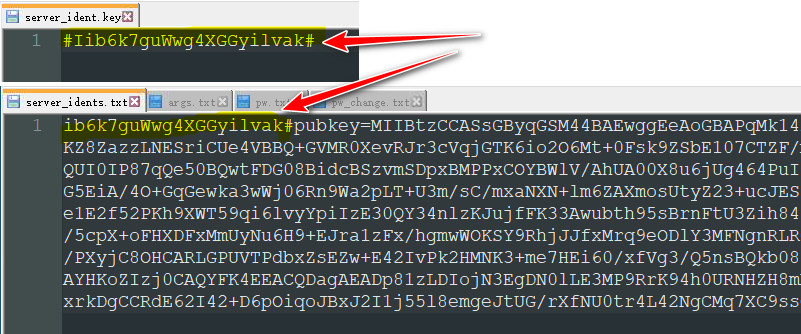 server_ident.key
1 #Iib6k7guWwg4XGGyilvak#
server_idents.txt args.txt pw.txt pw_change.txt
1 ib6k7guWwg4XGGyilvak#pubkey=MIIBtzCCASsGByqGSM44BAEwggEeAoGBAPqMk14
KZ8ZazzLNESriCUe4VBBQ+GVMR0XevRJr3cVqjGTK6io2O6Mt+0Fsk9ZSbE107CTZF/
QUI0IP87qQe50BQwtFDG08BidcBSzvmSDpxBMPPxCOYBWlV/AhUA00X8u6jUg464PuI
G5EiA/4O+GqGewka3wWj06Rn9Wa2pLT+U3m/sC/mxaNXN+lm6ZAXmosUtyZ23+ucJES
e1E2f52PKh9XWT59qi6lvyYpiIzE30QY34nlzKJujfFK33Awubth95sBrnFtU3Zih84
/5cpX+oFHXDFxMmUyNu6H9+EJra1zFx/hgmwWOKSY9RhjJJfxMrq9eODlY3MFNgnRLR
/PXyjC8OHCARLGPUVTPdbxZsEZw+E42IvPk2HMNK3+me7HEi60/xfVg3/Q5nsBQkb08
AYHKoZIzj0CAQYFK4EEACQDagAEADp81zLDIojN3EgDN0lLE3MP9RrK94h0URNHZH8m
xrkDgCCRdE62I42+D6pOiqoJBxJ2I1j55l8emgeJtUG/rXfNU0tr4L42NgCMq7XC9ss